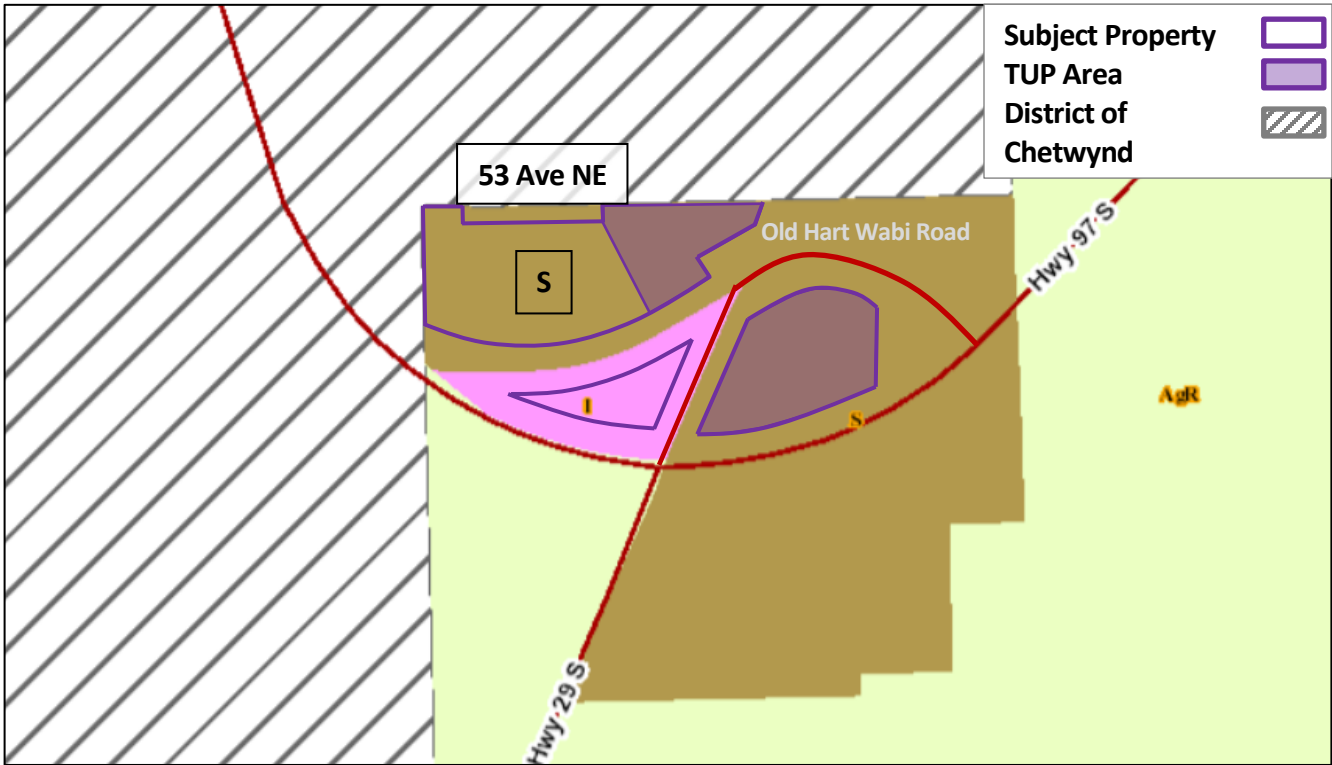 Subject Property
TUP Area
District of
Chetwynd
53 Ave NE
Old Hart Wabi Road
Hwy 97 S
S
AgR
I
S
Hwy 29 S